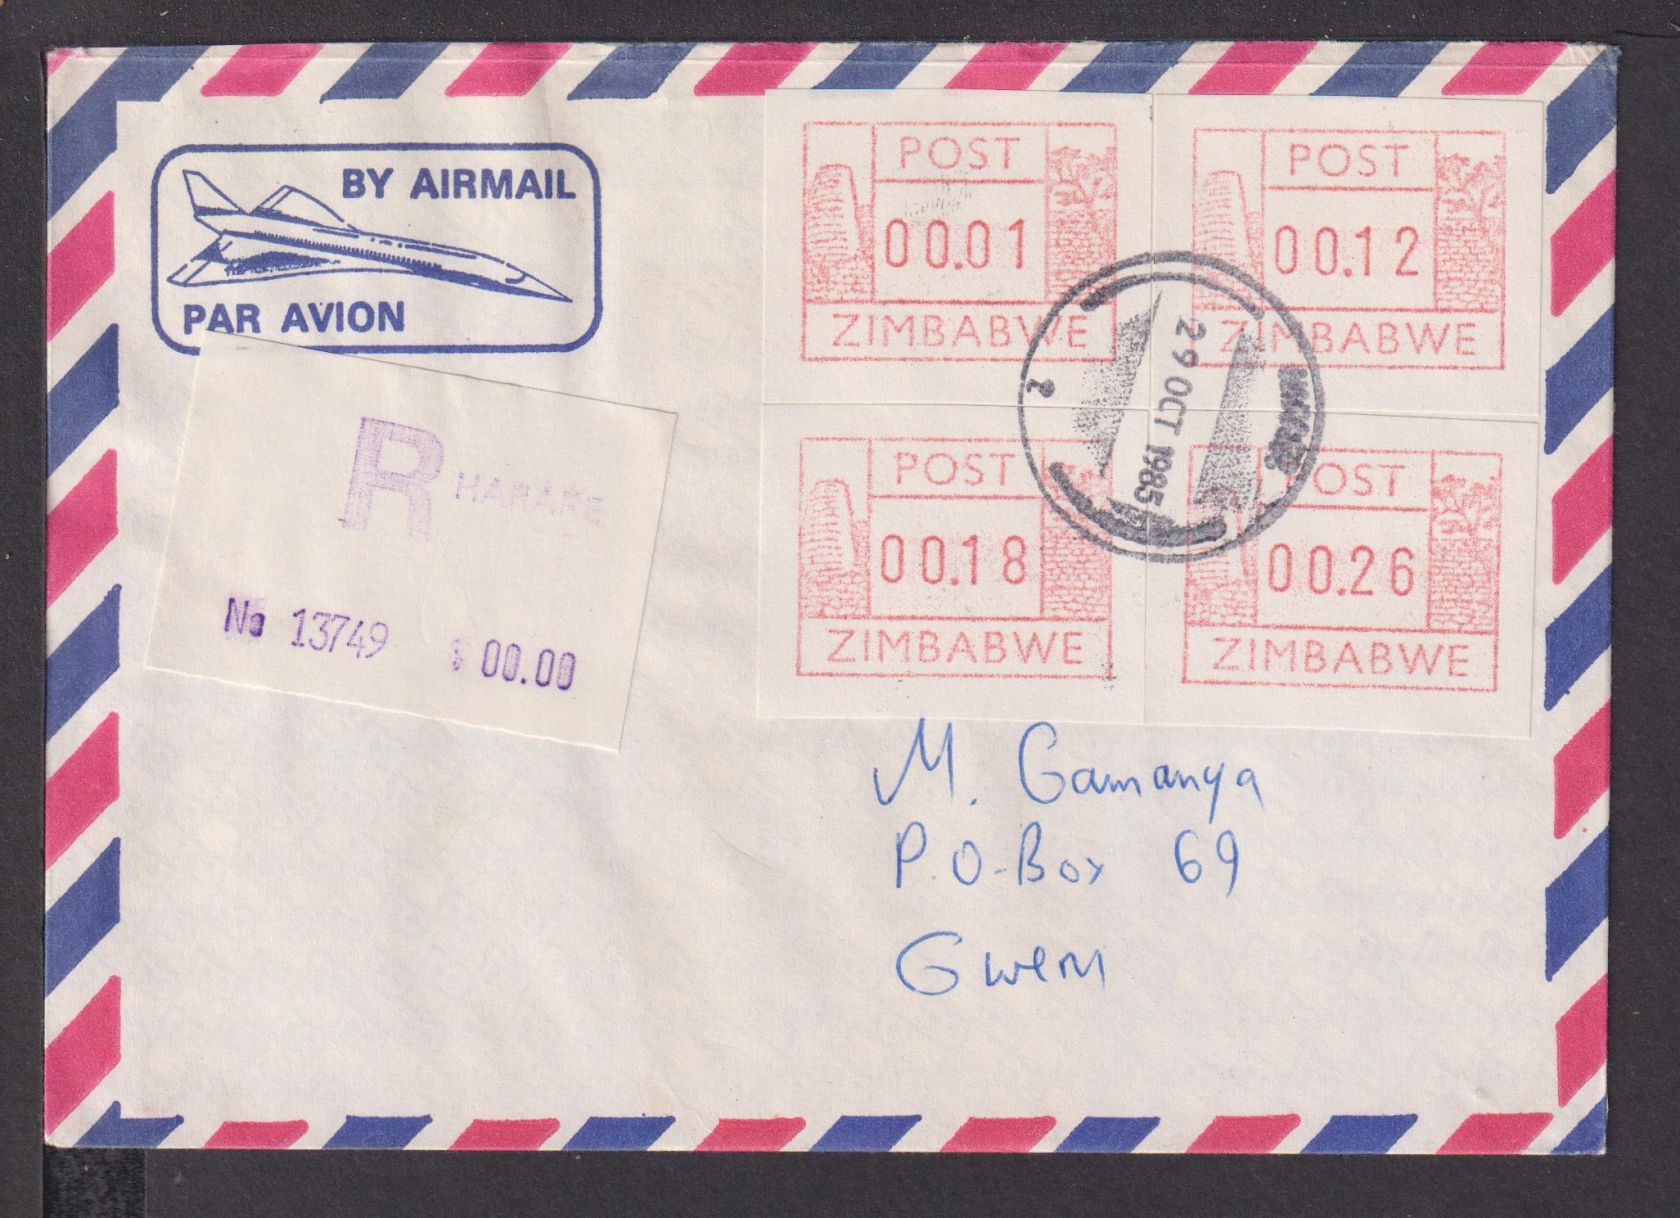 BY AIRMAIL
PAR AVION
POST
00.01
ZIMBABWE
POST
00.12
ZIMBABWE
POST
00.18
ZIMBABWE
POST
00.26
ZIMBABWE
2
29 OCT 1985
R HARARE
No 13749 $ 00.00
M. Gamanya
P.O-Box 69
Gweru